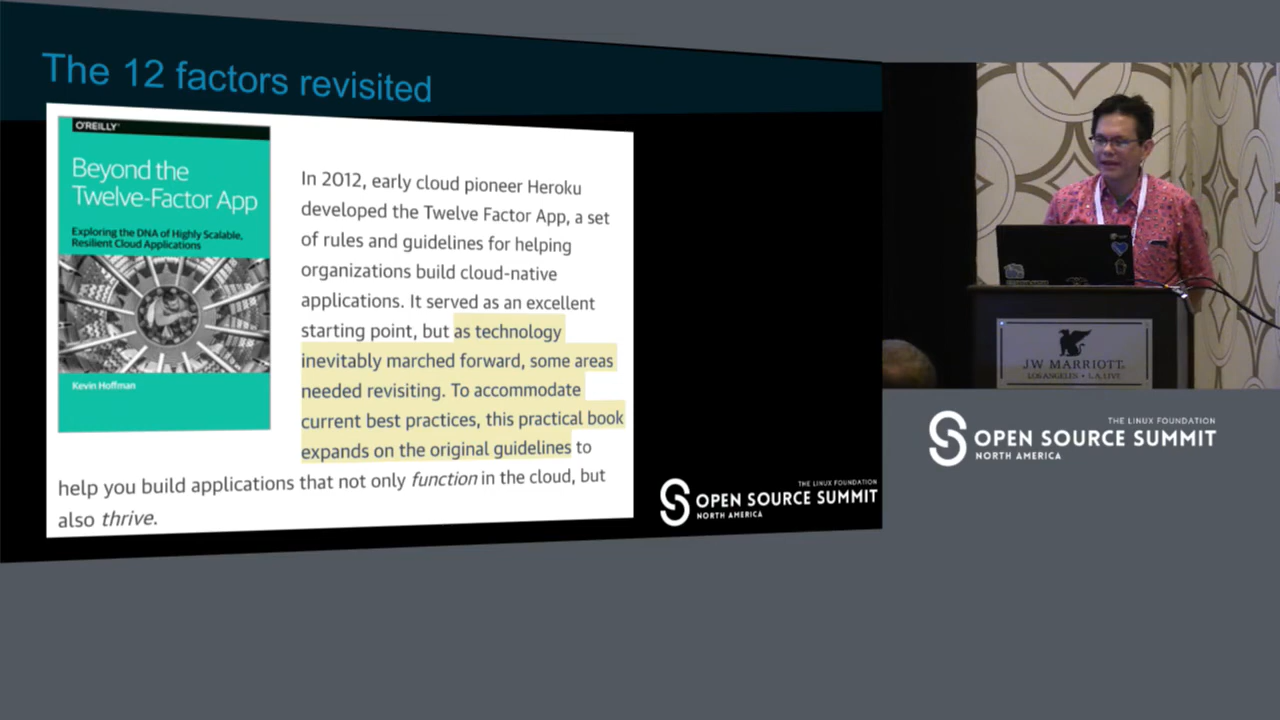 The 12 factors revisited
O'REILLY®
Beyond the
Twelve-Factor App
Exploring the DNA of Highly Scalable,
Resilient Cloud Applications
Kevin Hoffman
In 2012, early cloud pioneer Heroku
developed the Twelve Factor App, a set
of rules and guidelines for helping
organizations build cloud-native
applications. It served as an excellent
starting point, but as technology
inevitably marched forward, some areas
needed revisiting. To accommodate
current best practices, this practical book
expands on the original guidelines to
help you build applications that not only function in the cloud, but
also thrive.
THE LINUX FOUNDATION
OPEN SOURCE SUMMIT
NORTH AMERICA
JW MARRIOTT
LOS ANGELES • L.A. LIVE
THE LINUX FOUNDATION
OPEN SOURCE SUMMIT
NORTH AMERICA